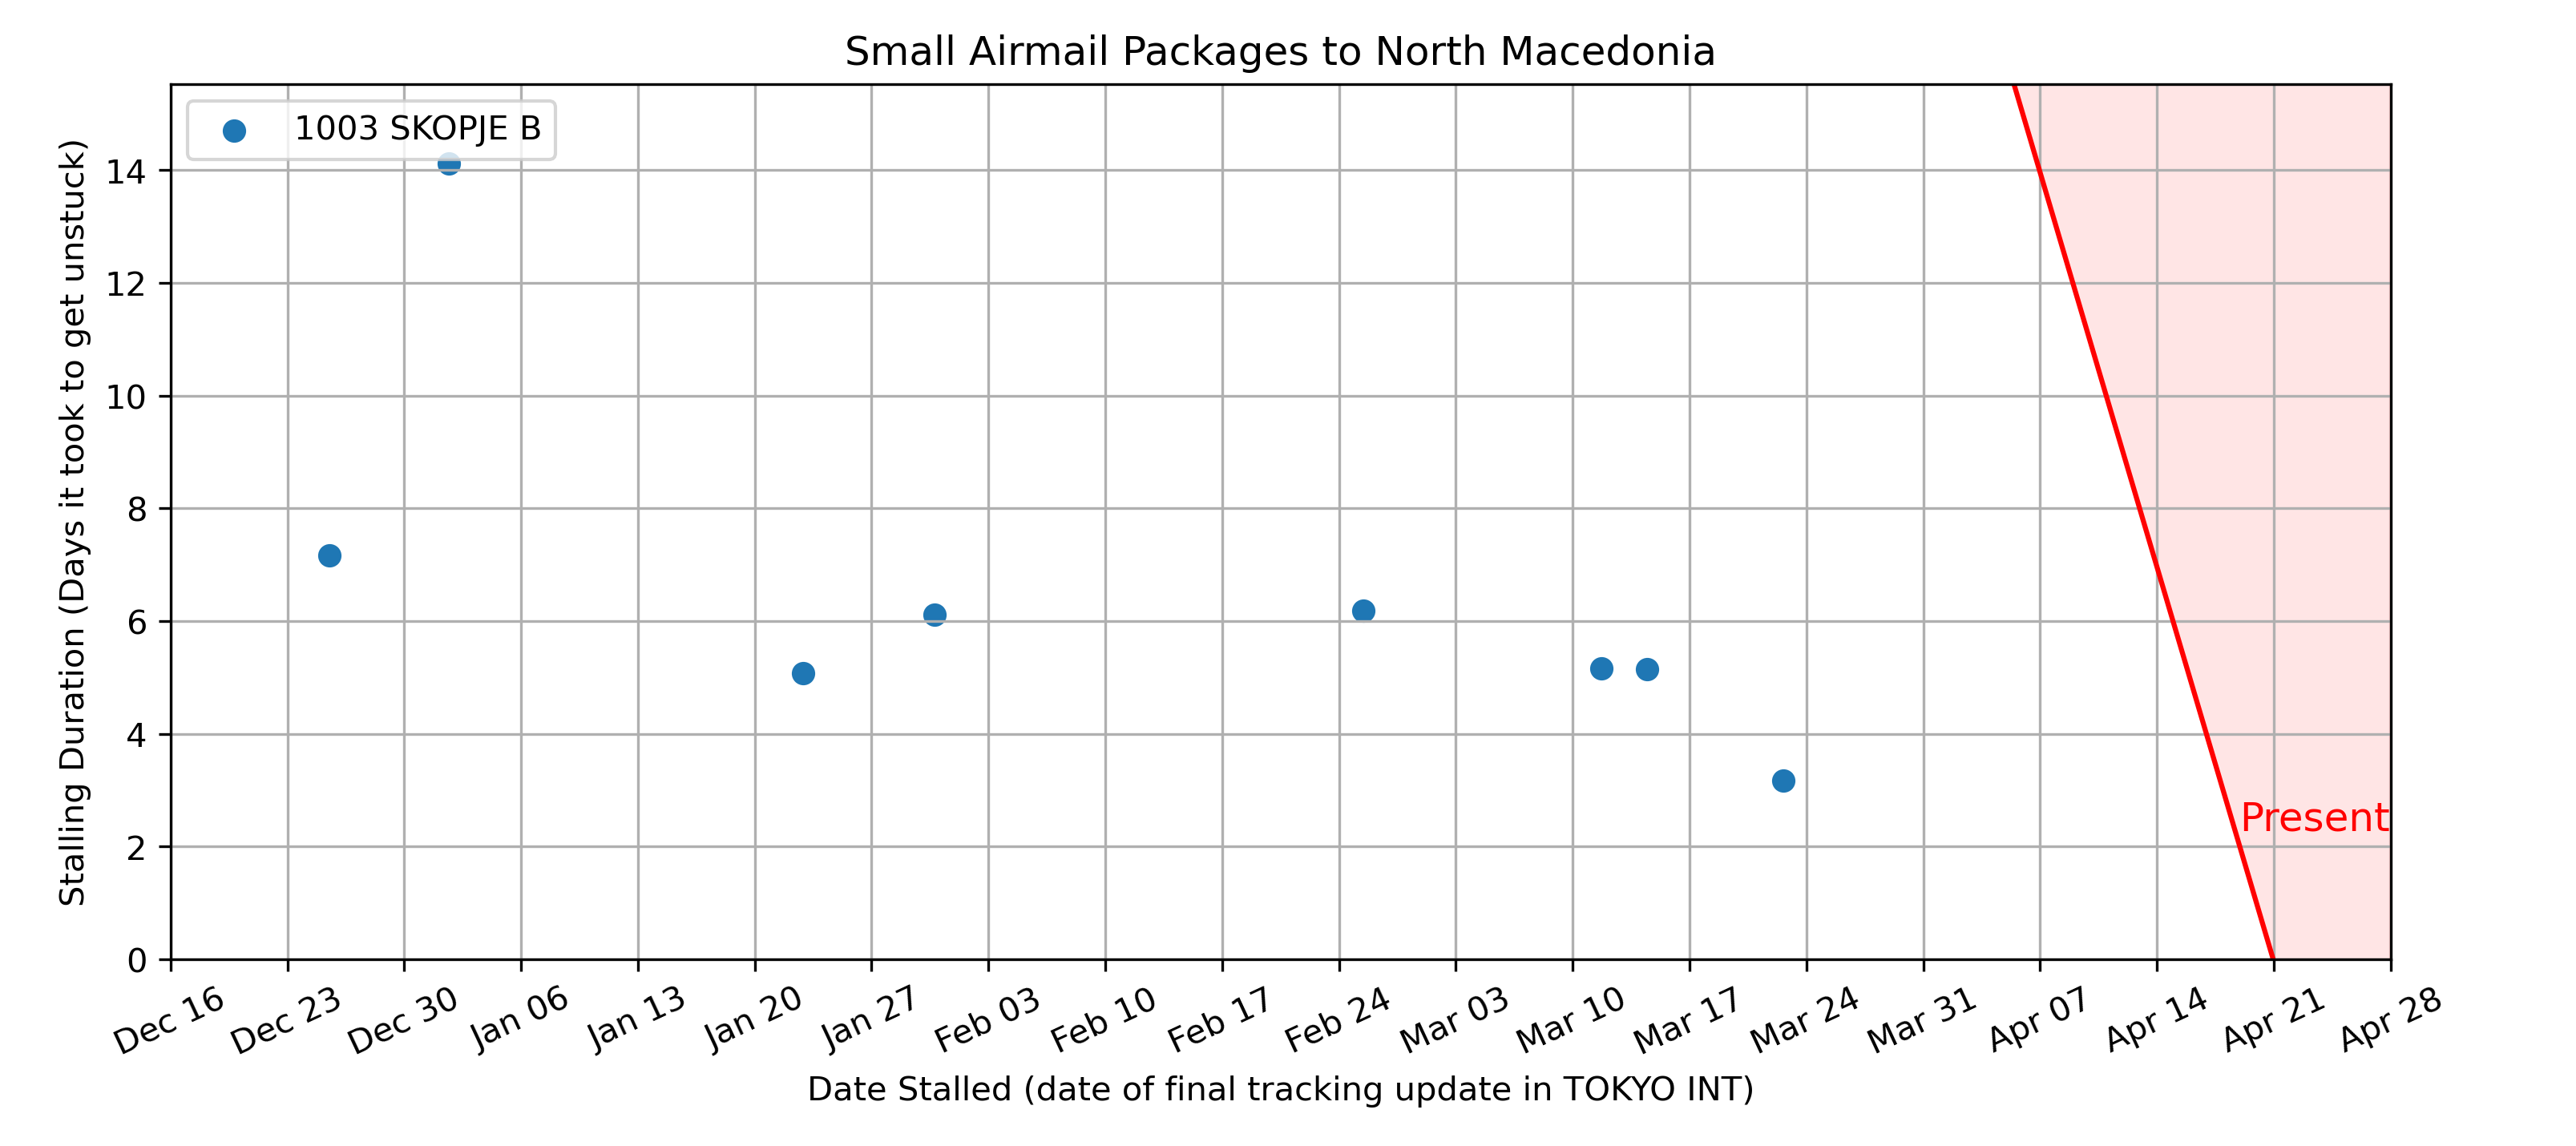 Small Airmail Packages to North Macedonia
1003 SKOPJE B
Stalling Duration (Days it took to get unstuck)
14
12
10
8
6
4
2
0
Present
Dec 16
Dec 23
Dec 30
Jan 06
Jan 13
Jan 20
Jan 27
Feb 03
Feb 10
Feb 17
Feb 24
Mar 03
Mar 10
Mar 17
Mar 24
Mar 31
Apr 07
Apr 14
Apr 21
Apr 28
Date Stalled (date of final tracking update in TOKYO INT)